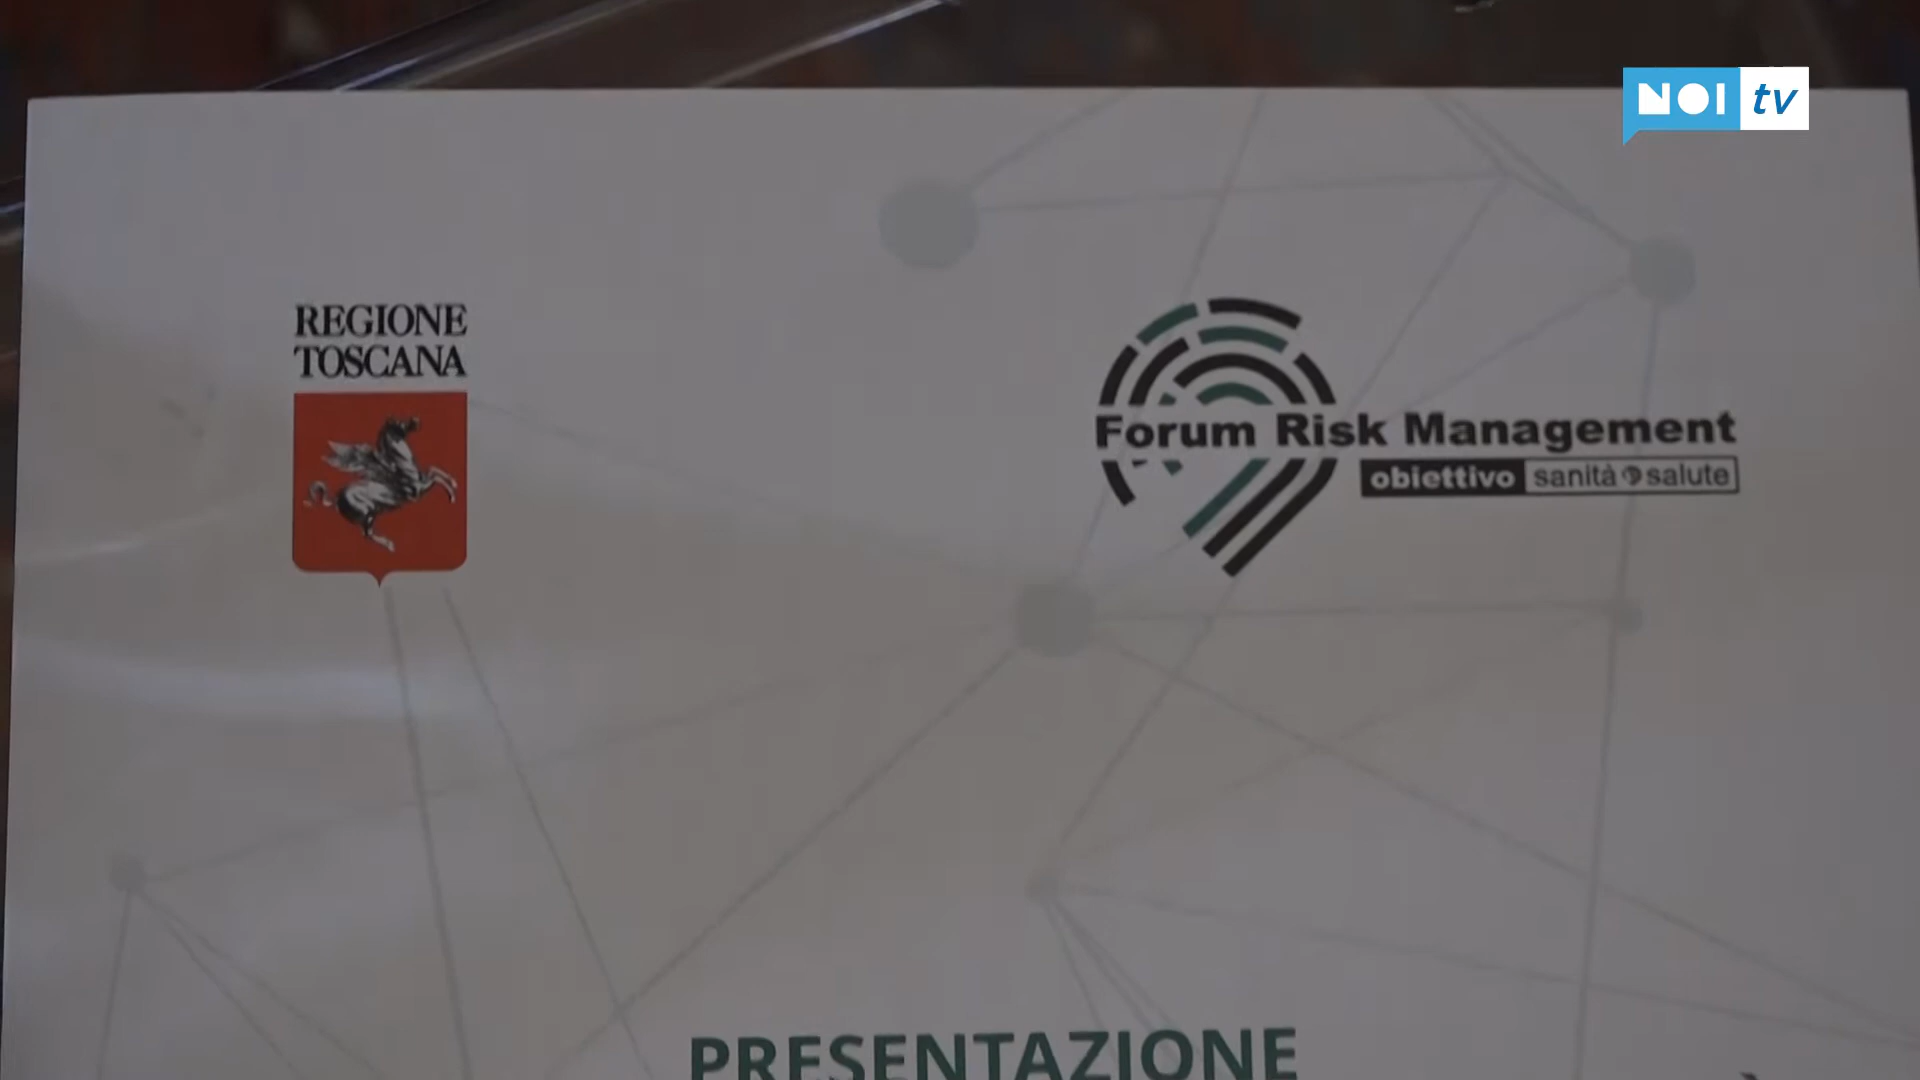 NOI tv
REGIONE
TOSCANA
Forum Risk Management
obiettivo sanità salute
PRESENTAZIONE